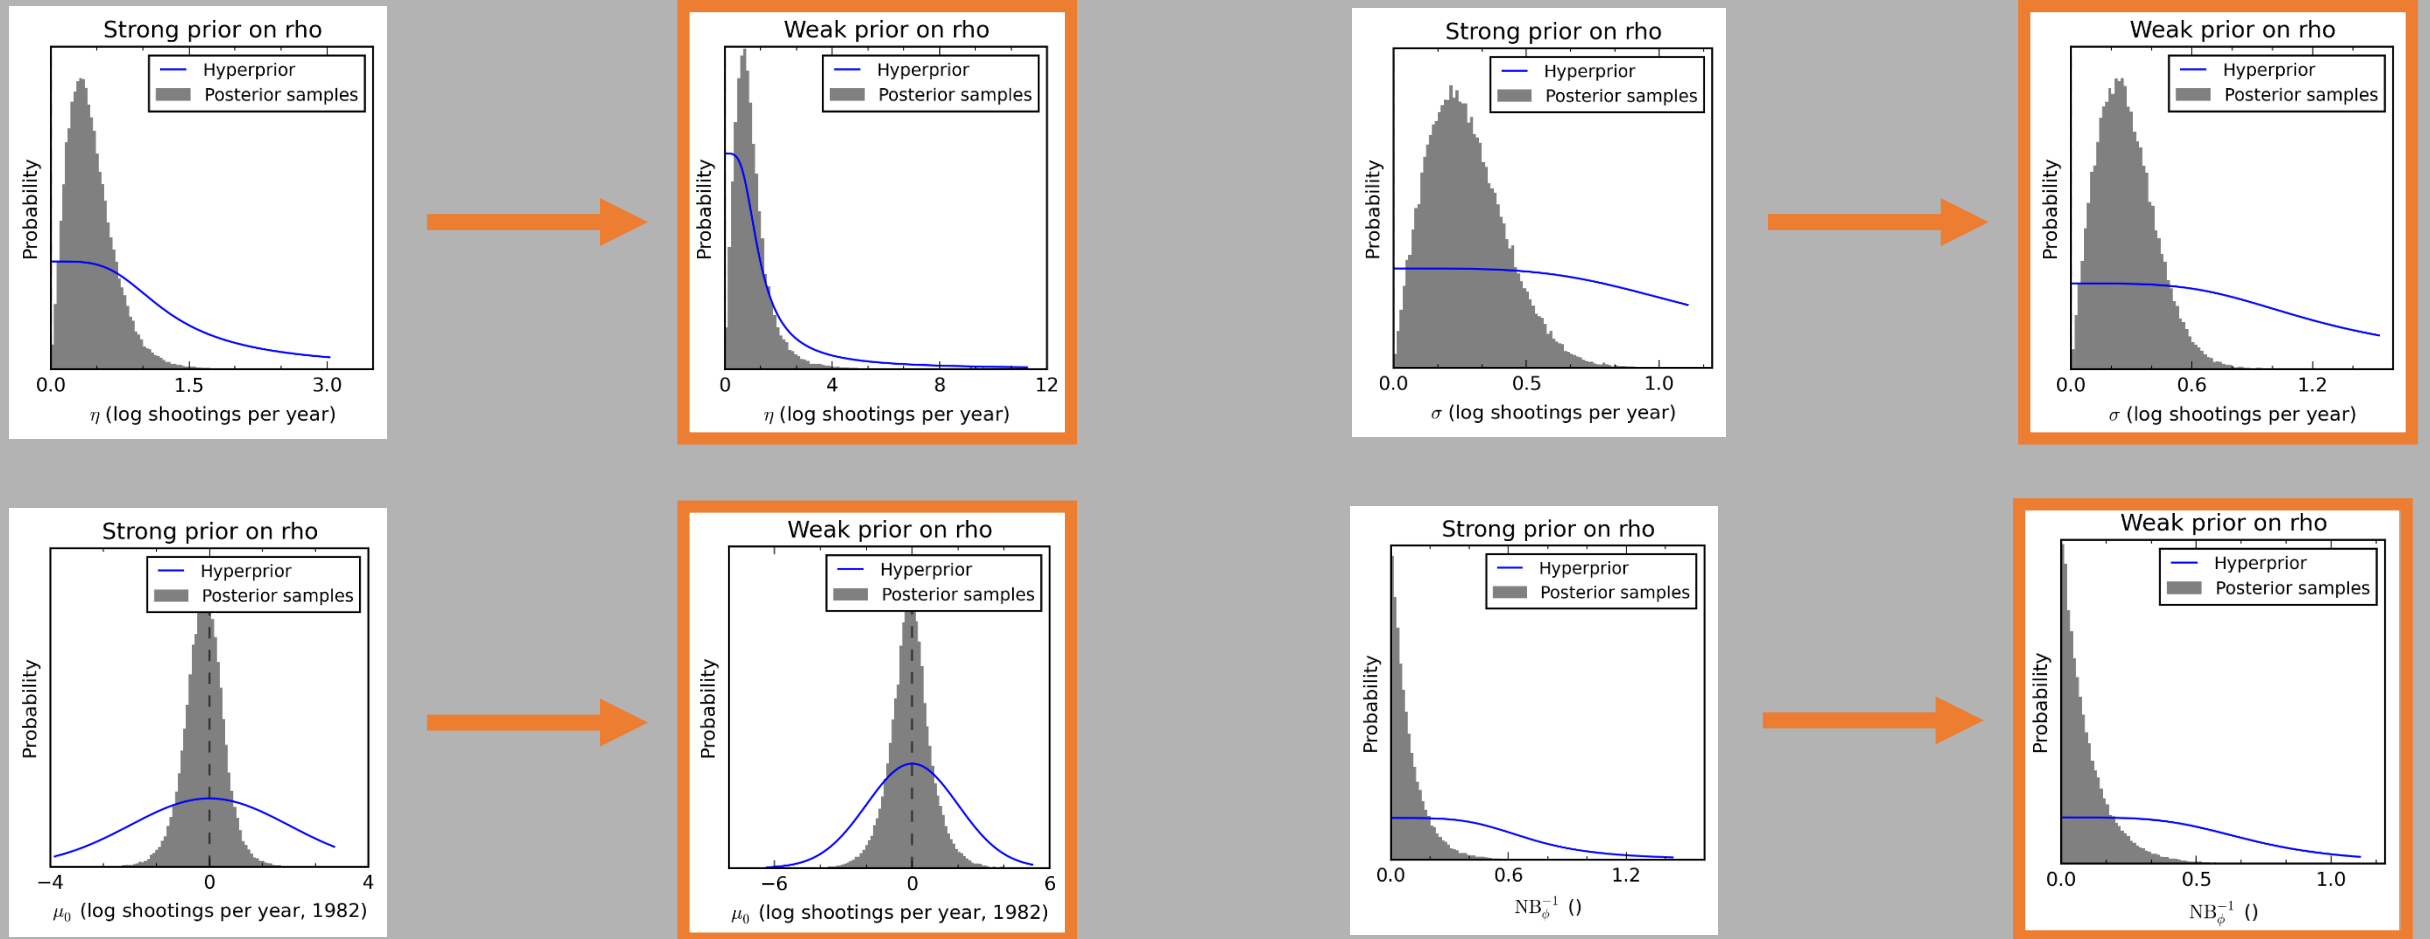 Strong prior on rho
Hyperprior
Posterior samples
Probability
0.0 1.5 3.0
η (log shootings per year)
Weak prior on rho
Hyperprior
Posterior samples
Probability
0 4 8 12
η (log shootings per year)
Strong prior on rho
Hyperprior
Posterior samples
Probability
0.0 0.5 1.0
σ (log shootings per year)
Weak prior on rho
Hyperprior
Posterior samples
Probability
0.0 0.6 1.2
σ (log shootings per year)
Strong prior on rho
Hyperprior
Posterior samples
Probability
−4 0 4
μ₀ (log shootings per year, 1982)
Weak prior on rho
Hyperprior
Posterior samples
Probability
−6 0 6
μ₀ (log shootings per year, 1982)
Strong prior on rho
Hyperprior
Posterior samples
Probability
0.0 0.6 1.2
NB_ϕ^−1 ()
Weak prior on rho
Hyperprior
Posterior samples
Probability
0.0 0.5 1.0
NB_ϕ^−1 ()